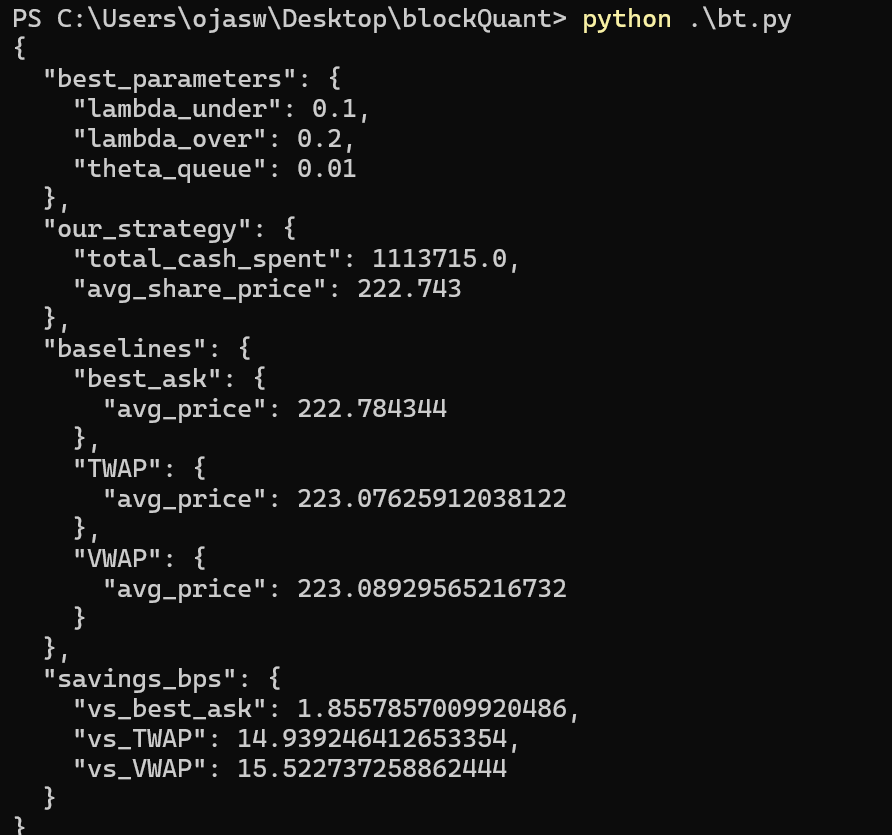 PS C:\Users\ojasw\Desktop\blockQuant> python .\bt.py
{
  "best_parameters": {
    "lambda_under": 0.1,
    "lambda_over": 0.2,
    "theta_queue": 0.01
  },
  "our_strategy": {
    "total_cash_spent": 1113715.0,
    "avg_share_price": 222.743
  },
  "baselines": {
    "best_ask": {
      "avg_price": 222.784344
    },
    "TWAP": {
      "avg_price": 223.07625912038122
    },
    "VWAP": {
      "avg_price": 223.08929565216732
    }
  },
  "savings_bps": {
    "vs_best_ask": 1.8557857009920486,
    "vs_TWAP": 14.939246412653354,
    "vs_VWAP": 15.522737258862444
  }
}